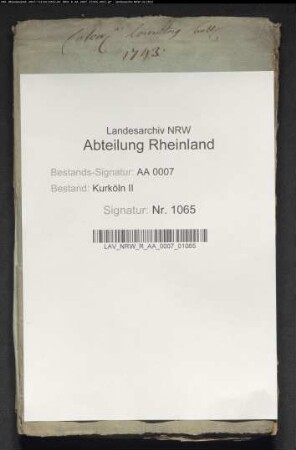 1793.
Landesarchiv NRW
Abteilung Rheinland
Bestands-Signatur: AA 0007
Bestand: Kurköln II
Signatur: Nr. 1065
LAV_NRW_R_AA_0007_01065